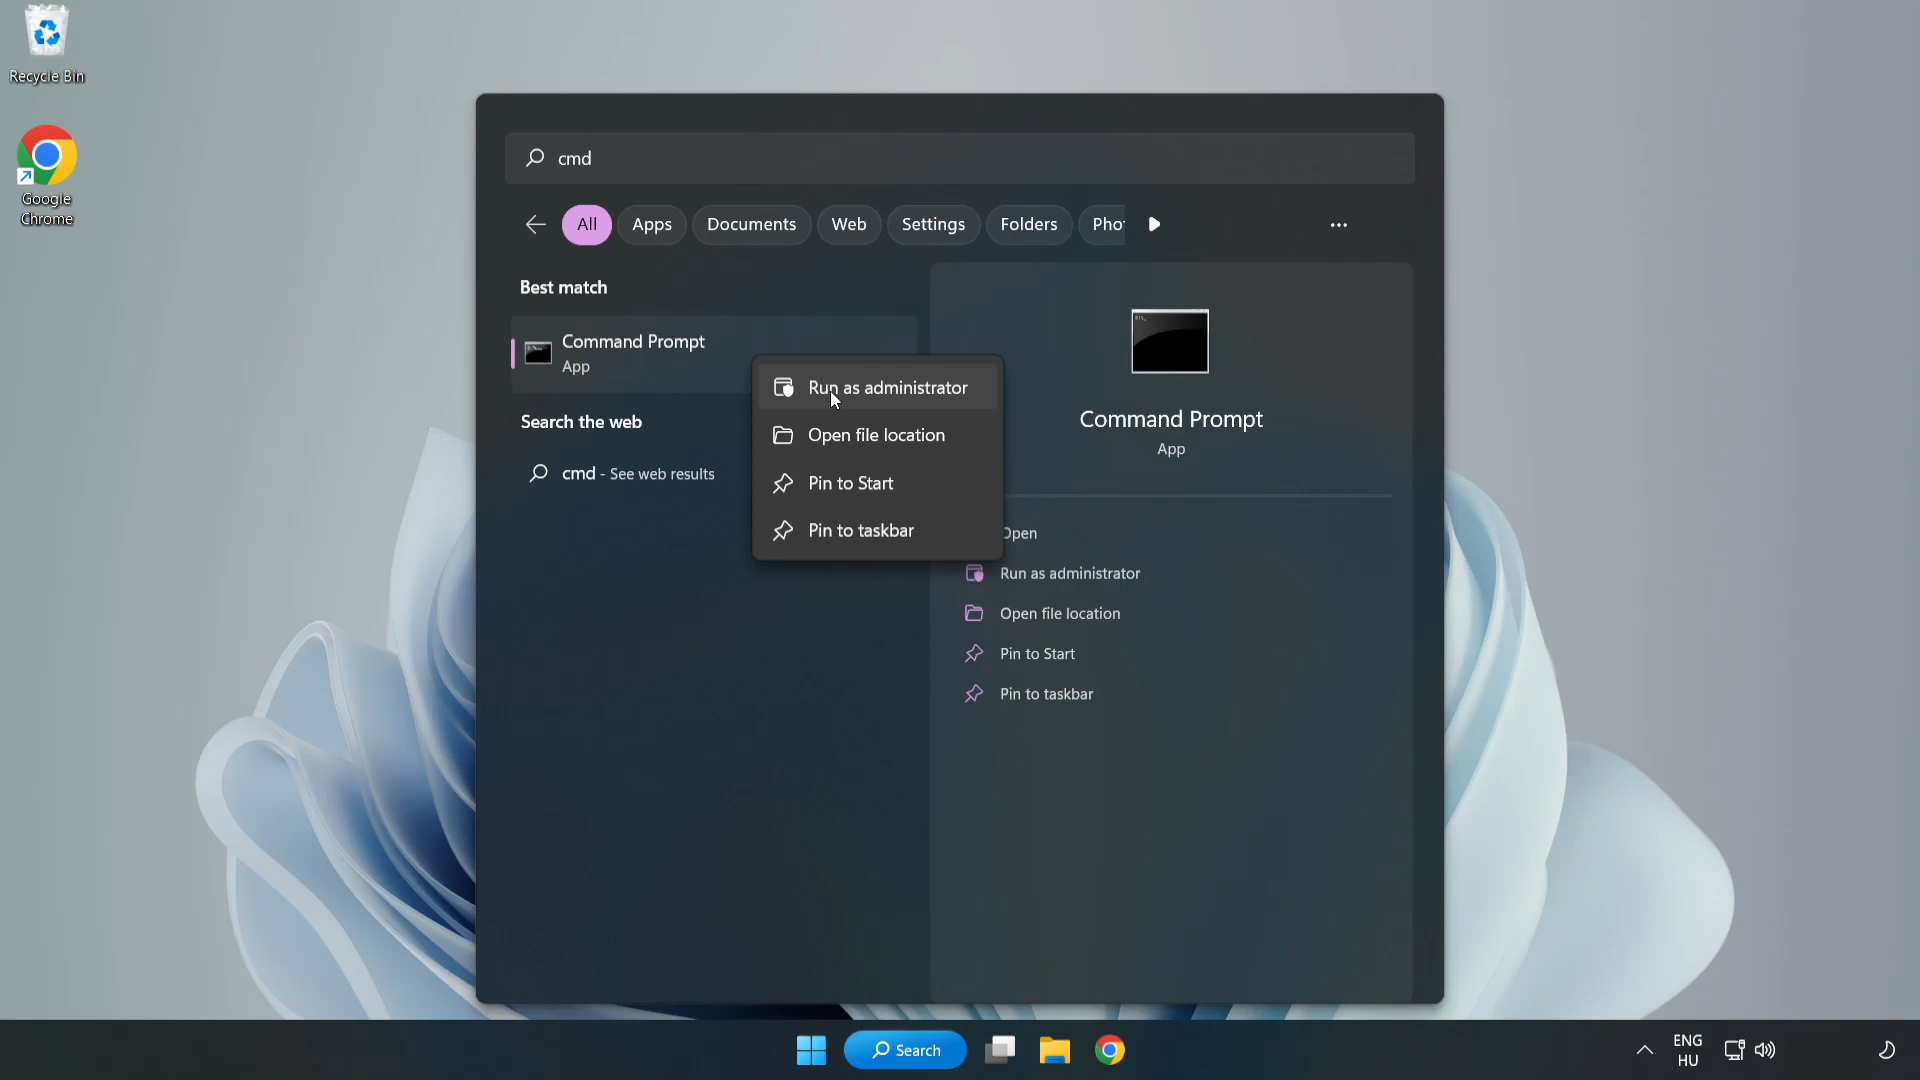 Recycle Bin
Google
Chrome
cmd
All
Apps
Documents
Web
Settings
Folders
Best match
Command Prompt
App
Search the web
cmd - See web results
Run as administrator
Open file location
Pin to Start
Pin to taskbar
Command Prompt
App
Open
Run as administrator
Open file location
Pin to Start
Pin to taskbar
Search
ENG
HU